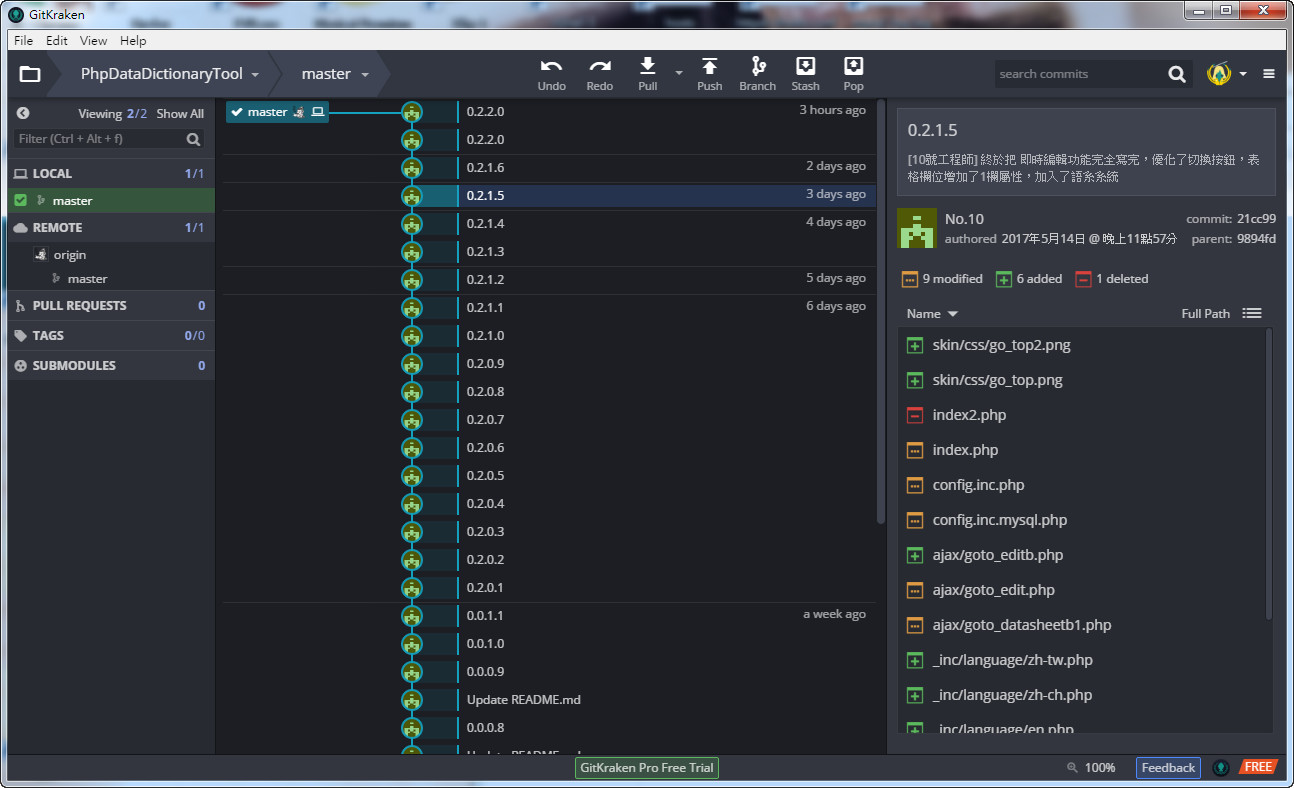 GitKraken
File Edit View Help
PhpDataDictionaryTool master
Undo Redo Pull Push Branch Stash Pop
search commits
Viewing 2/2 Show All
Filter (Ctrl + Alt + f)
LOCAL 1/1
master
REMOTE 1/1
origin
master
PULL REQUESTS 0
TAGS 0/0
SUBMODULES 0
master 0.2.2.0 3 hours ago
0.2.2.0
0.2.1.6 2 days ago
0.2.1.5 3 days ago
0.2.1.4 4 days ago
0.2.1.3
0.2.1.2 5 days ago
0.2.1.1 6 days ago
0.2.1.0
0.2.0.9
0.2.0.8
0.2.0.7
0.2.0.6
0.2.0.5
0.2.0.4
0.2.0.3
0.2.0.2
0.2.0.1
0.0.1.1 a week ago
0.0.1.0
0.0.0.9
Update README.md
0.0.0.8
Update README.md
0.2.1.5
[10號工程師] 終於把 即時編輯功能完全寫完，優化了切換按鈕，表
格欄位增加了1欄屬性，加入了語系系統
No.10 commit: 21cc99
authored 2017年5月14日 @ 晚上11點57分 parent: 9894fd
9 modified 6 added 1 deleted
Name Full Path
skin/css/go_top2.png
skin/css/go_top.png
index2.php
index.php
config.inc.php
config.inc.mysql.php
ajax/goto_editb.php
ajax/goto_edit.php
ajax/goto_datasheetb1.php
_inc/language/zh-tw.php
_inc/language/zh-ch.php
_inc/language/en.php
GitKraken Pro Free Trial
100% Feedback FREE